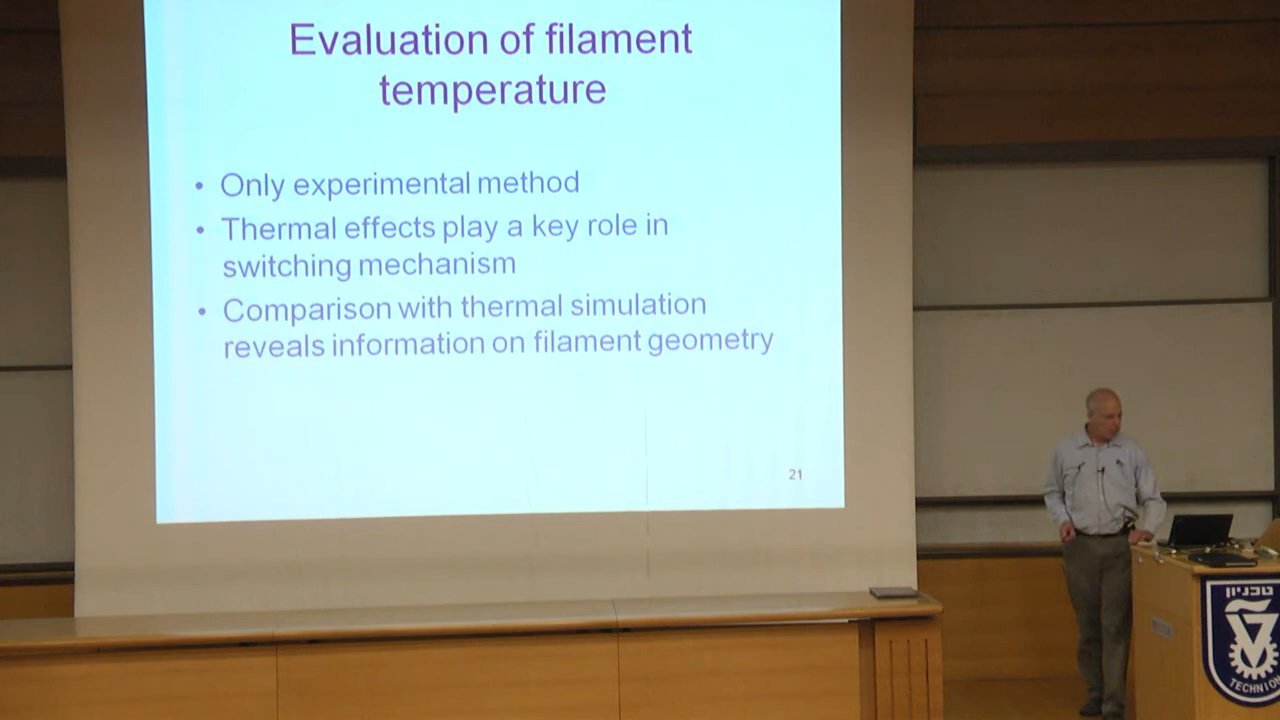 Evaluation of filament
temperature
• Only experimental method
• Thermal effects play a key role in
switching mechanism
• Comparison with thermal simulation
reveals information on filament geometry
21
טכניון
TECHNION